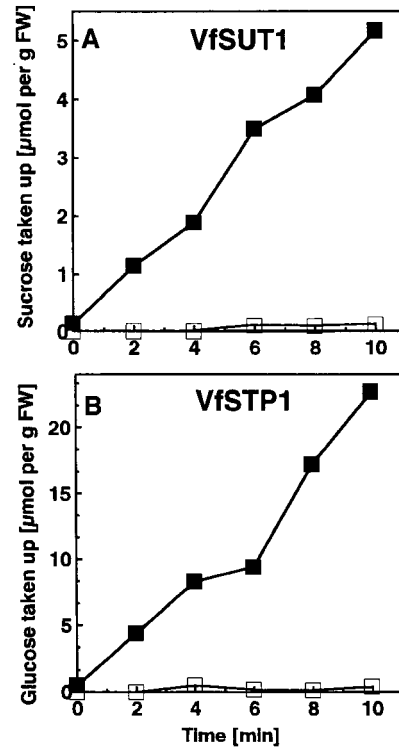 A
VfSUT1
Sucrose taken up [µmol per g FW]
5
4
3
2
1
0
0 2 4 6 8 10
B
VfSTP1
Glucose taken up [µmol per g FW]
20
15
10
5
0
0 2 4 6 8 10
Time [min]